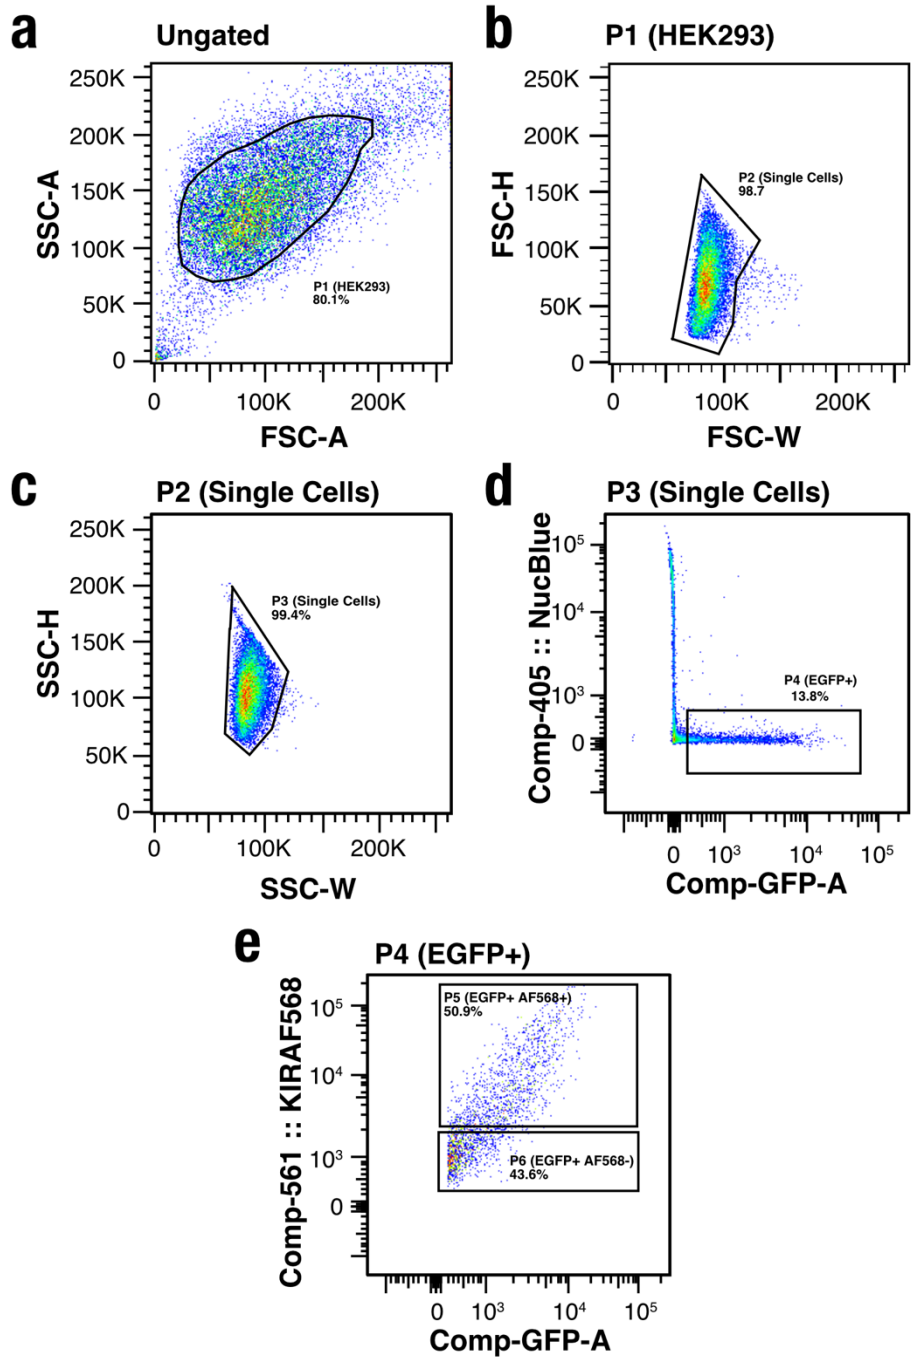 a
Ungated
250K
200K
150K
100K
50K
0
SSC-A
P1 (HEK293)
80.1%
0
100K
200K
FSC-A
b
P1 (HEK293)
250K
200K
150K
100K
50K
0
FSC-H
P2 (Single Cells)
98.7
0
100K
200K
FSC-W
c
P2 (Single Cells)
250K
200K
150K
100K
50K
0
SSC-H
P3 (Single Cells)
99.4%
0
100K
200K
SSC-W
d
P3 (Single Cells)
10⁵
10⁴
10³
0
Comp-405 :: NucBlue
P4 (EGFP+)
13.8%
0
10³
10⁴
10⁵
Comp-GFP-A
e
P4 (EGFP+)
10⁵
10⁴
10³
0
Comp-561 :: KIRAF568
P5 (EGFP+ AF568+)
50.9%
P6 (EGFP+ AF568-)
43.6%
0
10³
10⁴
10⁵
Comp-GFP-A